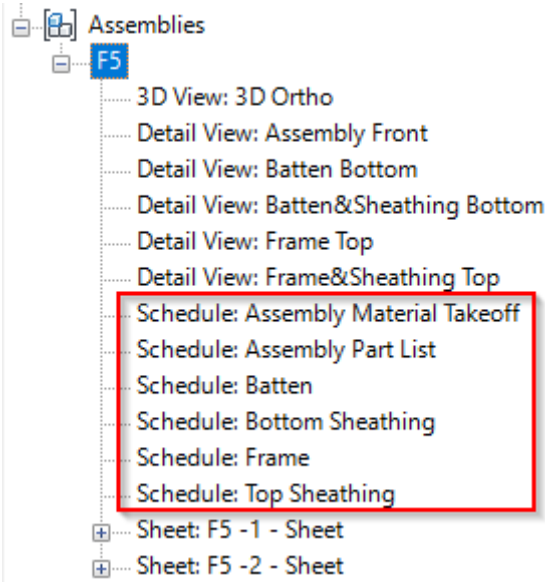 Assemblies
F5
3D View: 3D Ortho
Detail View: Assembly Front
Detail View: Batten Bottom
Detail View: Batten&Sheathing Bottom
Detail View: Frame Top
Detail View: Frame&Sheathing Top
Schedule: Assembly Material Takeoff
Schedule: Assembly Part List
Schedule: Batten
Schedule: Bottom Sheathing
Schedule: Frame
Schedule: Top Sheathing
Sheet: F5 -1 - Sheet
Sheet: F5 -2 - Sheet